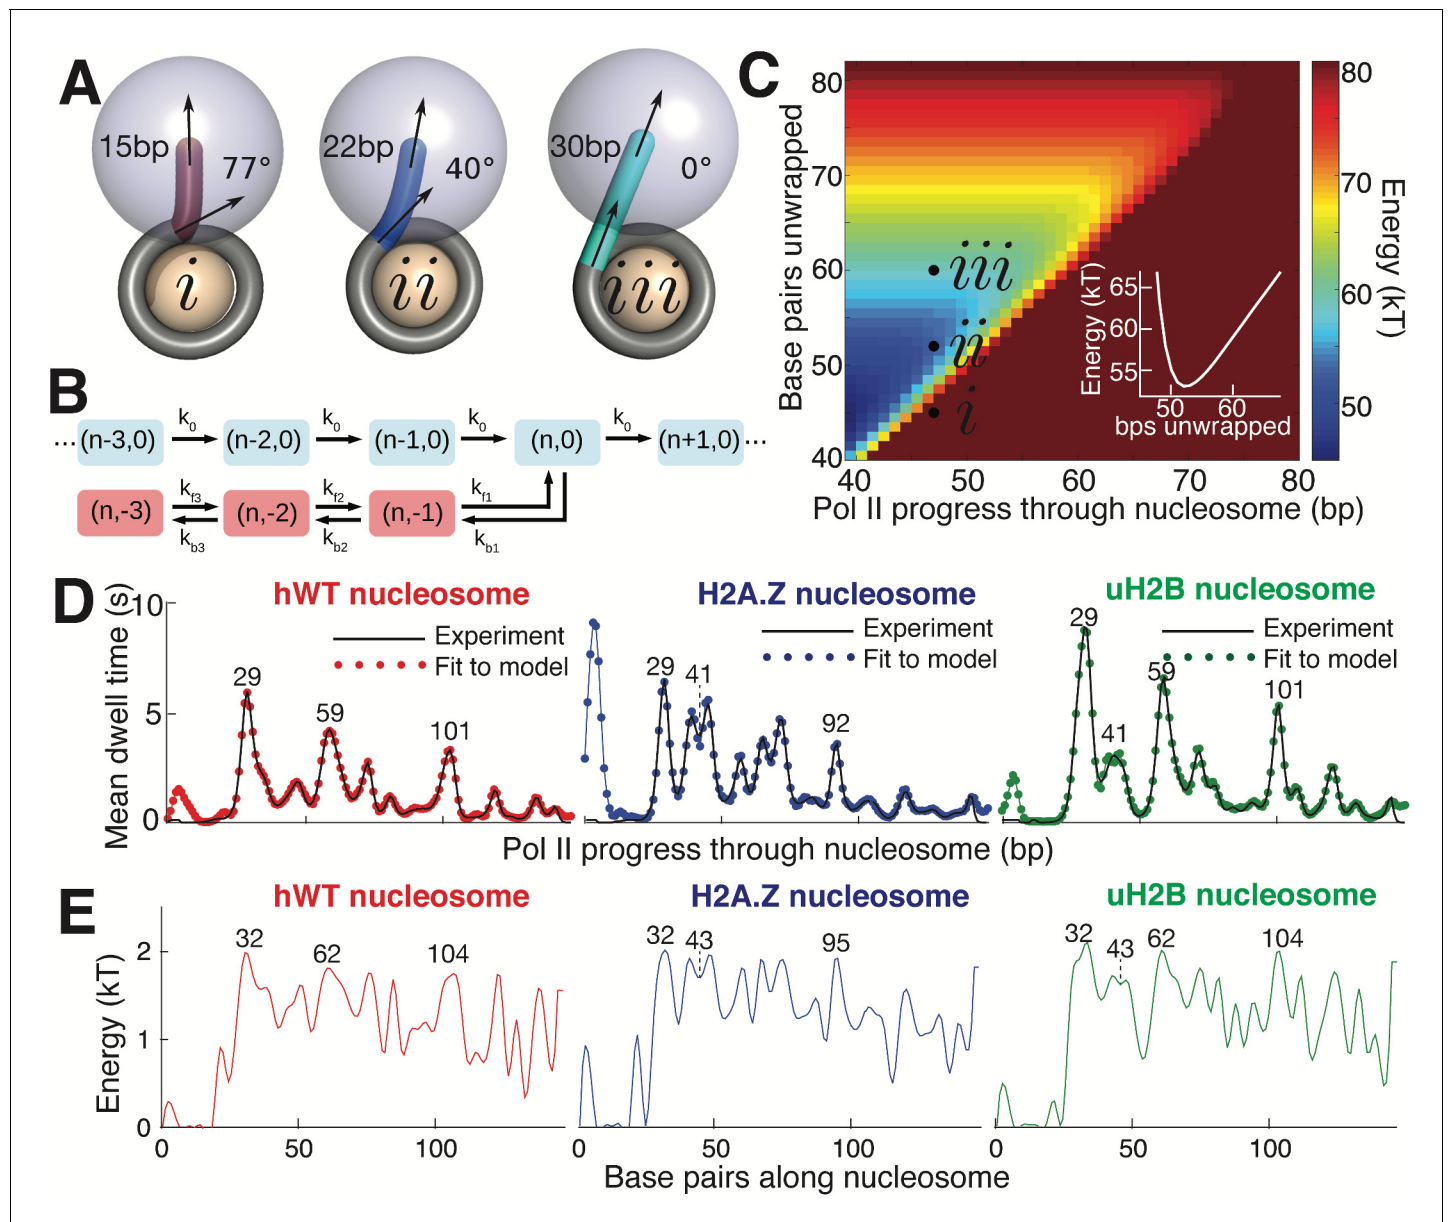 A
15bp
77°
i
22bp
40°
ii
30bp
0°
iii
B
k0 k0 k0 k0
...(n-3,0) (n-2,0) (n-1,0) (n,0) (n+1,0)...
kf3 kf2 kf1
(n,-3) (n,-2) (n,-1)
kb3 kb2 kb1
C
Base pairs unwrapped
80
70
60
50
40
40 50 60 70 80
Pol II progress through nucleosome (bp)
iii
ii
i
Energy (kT)
65
60
55
50 60
bps unwrapped
80
70
60
50
Energy (kT)
D
Mean dwell time (s)
10
5
0
hWT nucleosome
Experiment
Fit to model
29
59
101
H2A.Z nucleosome
Experiment
Fit to model
29
41
92
uH2B nucleosome
Experiment
Fit to model
29
41
59
101
Pol II progress through nucleosome (bp)
E
Energy (kT)
2
1
0
hWT nucleosome
32
62
104
0 50 100
H2A.Z nucleosome
32
43
95
0 50 100
uH2B nucleosome
32
43
62
104
0 50 100
Base pairs along nucleosome